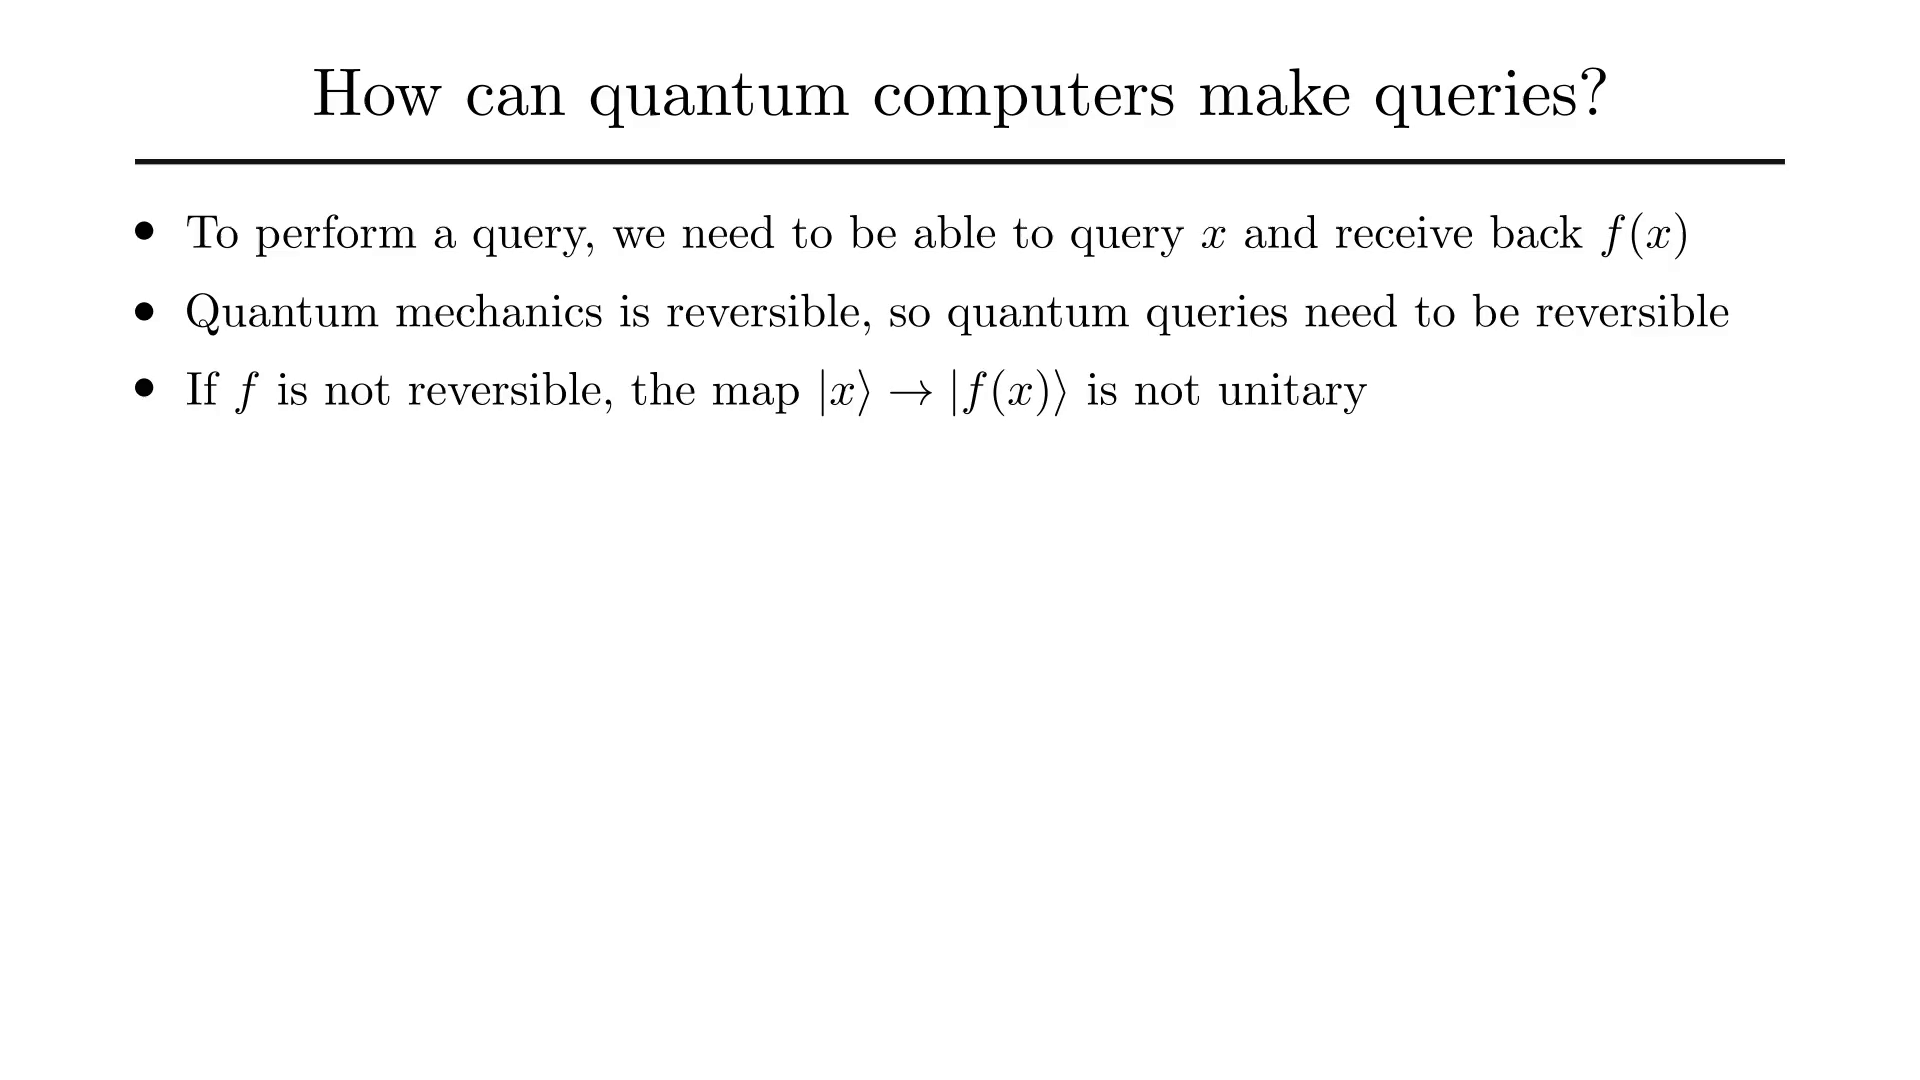 How can quantum computers make queries?
• To perform a query, we need to be able to query x and receive back f(x)
• Quantum mechanics is reversible, so quantum queries need to be reversible
• If f is not reversible, the map |x⟩ → |f(x)⟩ is not unitary